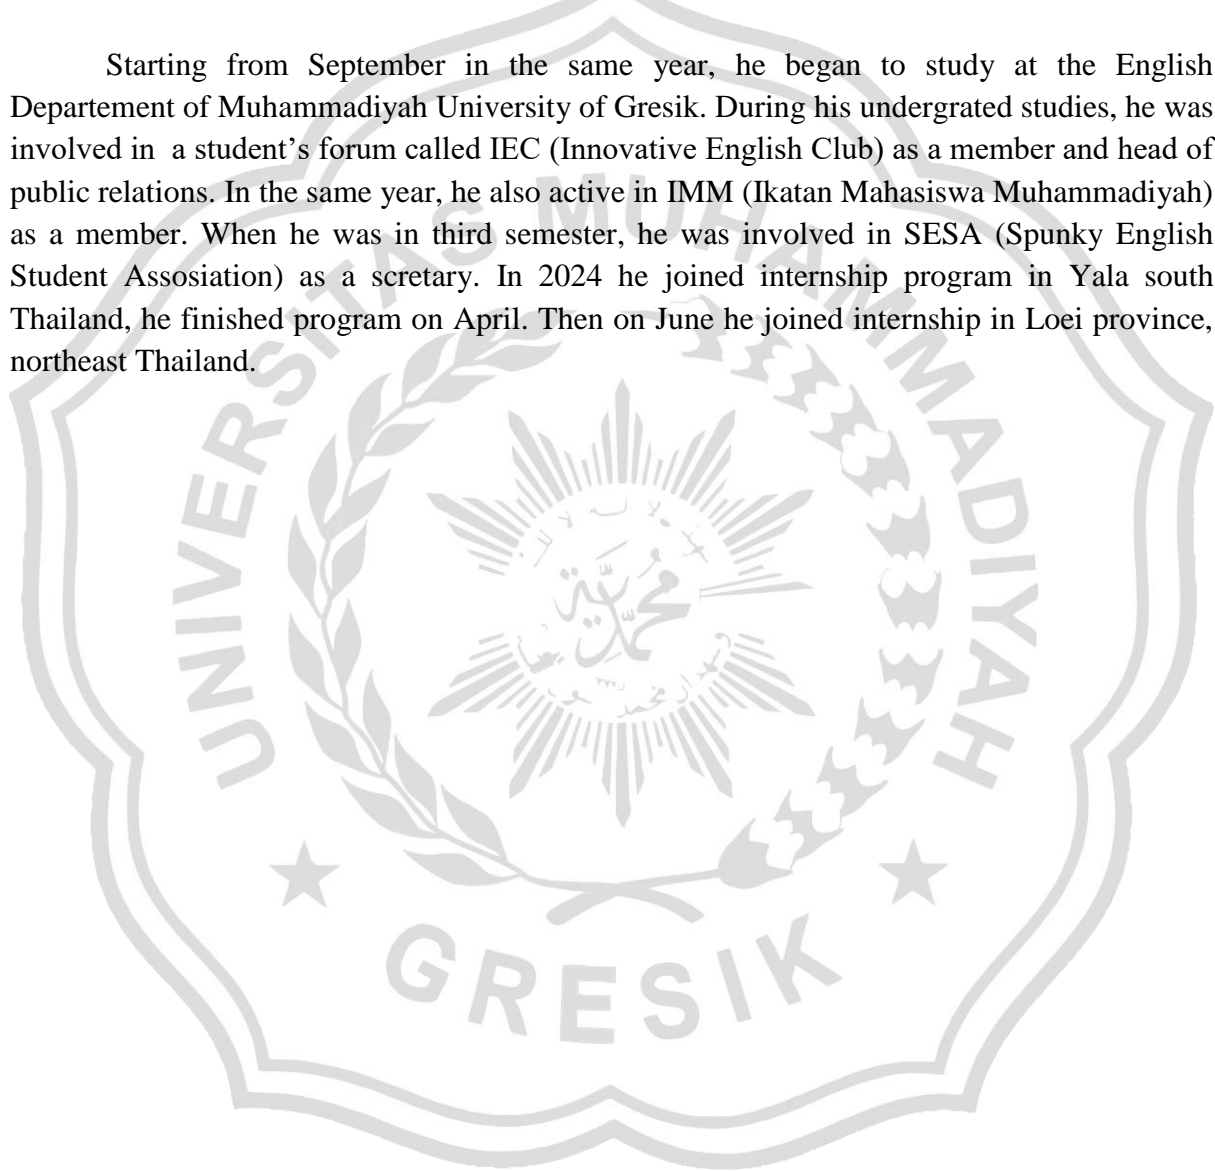 Starting from September in the same year, he began to study at the English
Departement of Muhammadiyah University of Gresik. During his undergrated studies, he was
involved in  a student’s forum called IEC (Innovative English Club) as a member and head of
public relations. In the same year, he also active in IMM (Ikatan Mahasiswa Muhammadiyah)
as a member. When he was in third semester, he was involved in SESA (Spunky English
Student Assosiation) as a scretary. In 2024 he joined internship program in Yala south
Thailand, he finished program on April. Then on June he joined internship in Loei province,
northeast Thailand.
UNIVERSITAS MUHAMMADIYAH
محمدية
GRESIK